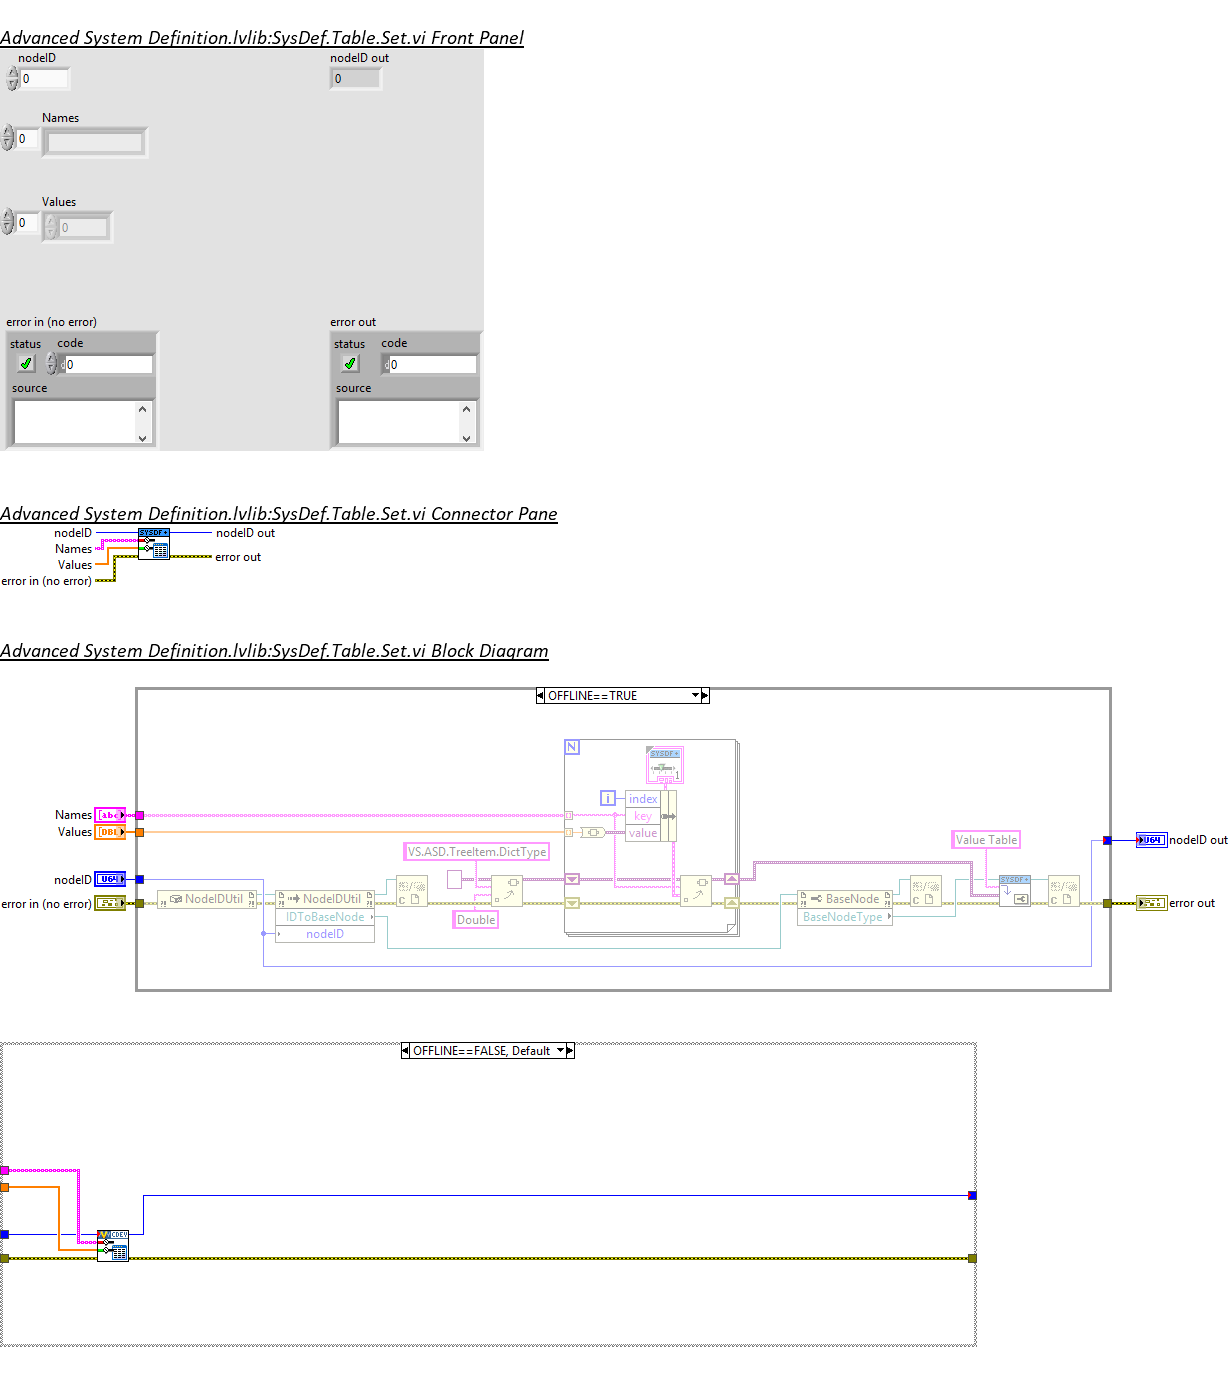 Advanced System Definition.lvlib:SysDef.Table.Set.vi Front Panel
nodeID
nodeID out
0
0
Names
0
Values
0
0
error in (no error)
error out
status code
status code
d 0
d 0
source
source
Advanced System Definition.lvlib:SysDef.Table.Set.vi Connector Pane
nodeID
SYSDF+
nodeID out
Names
Values
error out
error in (no error)
Advanced System Definition.lvlib:SysDef.Table.Set.vi Block Diagram
OFFLINE==TRUE
N
SYSDF+
1
i
index
Names
abc
key
Values
DBL
value
Value Table
U64
nodeID out
VS.ASD.TreeItem.DictType
nodeID
U64
SYSDF+
error in (no error)
NodeIDUtil
NodeIDUtil
C
BaseNode
C
C
error out
IDToBaseNode
Double
BaseNodeType
nodeID
OFFLINE==FALSE, Default
CDEV